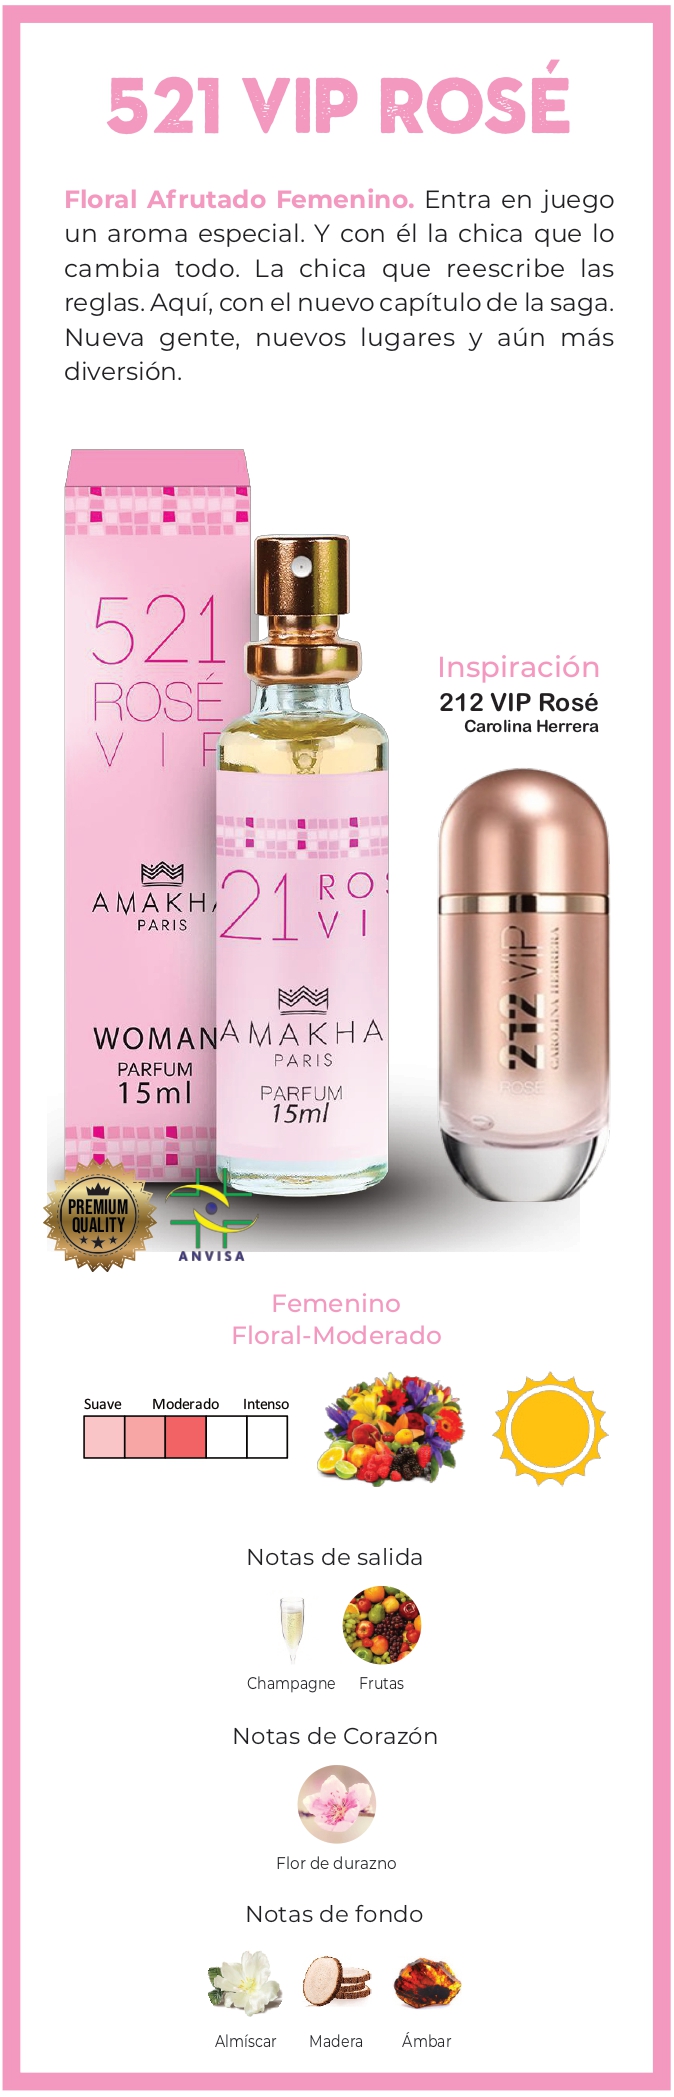 521 VIP ROSÉ
Floral Afrutado Femenino. Entra en juego
un aroma especial. Y con él la chica que lo
cambia todo. La chica que reescribe las
reglas. Aquí, con el nuevo capítulo de la saga.
Nueva gente, nuevos lugares y aún más
diversión.
521
ROSÉ
VIP
AMAKHA
PARIS
WOMAN
PARFUM
15ml
21 ROS
VI
AMAKHA
PARIS
PARFUM
15ml
Inspiración
212 VIP Rosé
Carolina Herrera
212 VIP
CAROLINA HERRERA
ROSÉ
PREMIUM
QUALITY
ANVISA
Femenino
Floral-Moderado
Suave Moderado Intenso
Notas de salida
Champagne Frutas
Notas de Corazón
Flor de durazno
Notas de fondo
Almíscar Madera Ámbar